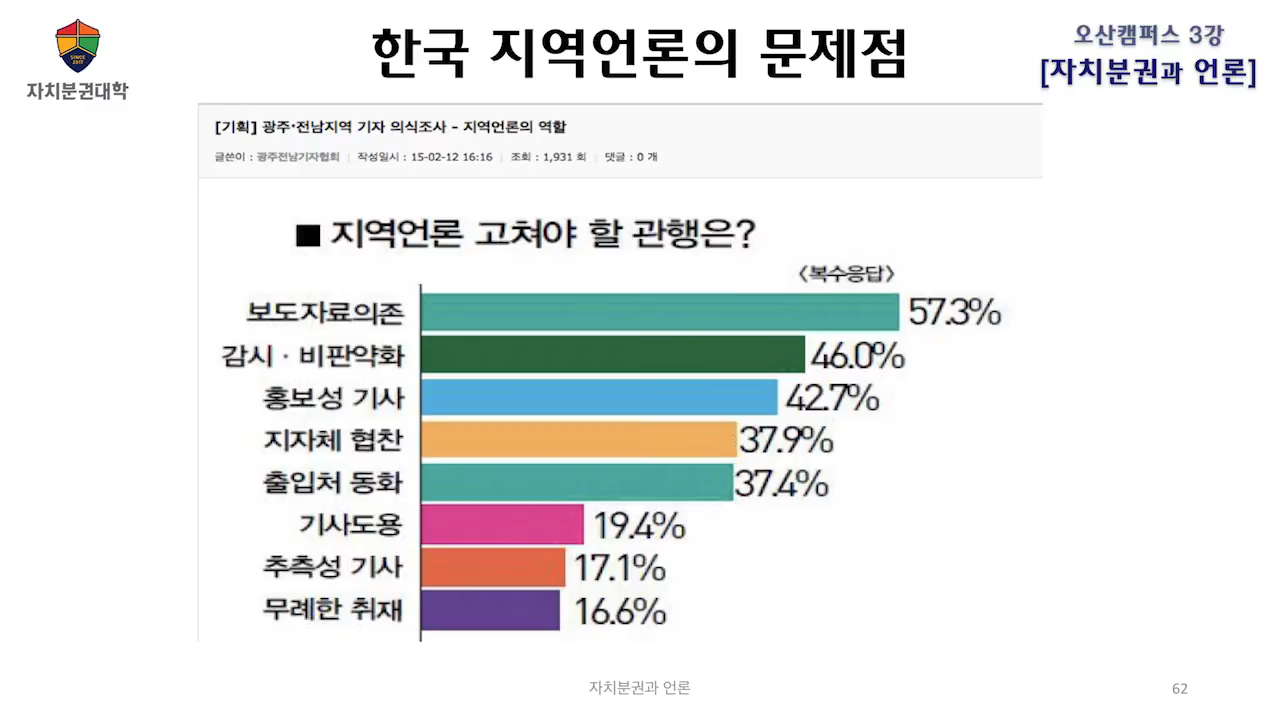 한국 지역언론의 문제점
오산캠퍼스 3강
[자치분권과 언론]
SINCE
2017
자치분권대학
[기획] 광주·전남지역 기자 의식조사 - 지역언론의 역할
글쓴이 : 광주전남기자협회 | 작성일시 : 15-02-12 16:16 | 조회 : 1,931 회 | 댓글 : 0 개
■ 지역언론 고쳐야 할 관행은?
<복수응답>
보도자료의존 57.3%
감시 · 비판약화 46.0%
홍보성 기사 42.7%
지자체 협찬 37.9%
출입처 동화 37.4%
기사도용 19.4%
추측성 기사 17.1%
무례한 취재 16.6%
자치분권과 언론
62